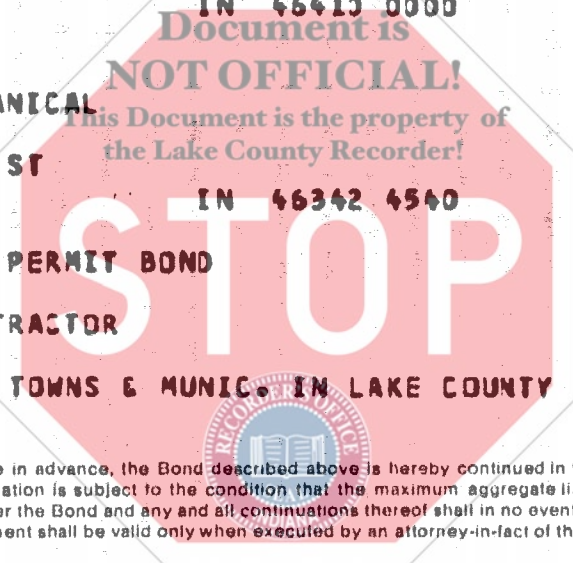 IN 46410 0000
Document is
NOT OFFICIAL!
ANICAL
This Document is the property of
the Lake County Recorder!
ST
IN 46342 4540
STOP
PERMIT BOND
TRACTOR
TOWNS & MUNIC. IN LAKE COUNTY
RECORDER'S OFFICE
INDIANA
e in advance, the Bond described above is hereby continued in
ation is subject to the condition that the maximum aggregate li
er the Bond and any and all continuations thereof shall in no event
ent shall be valid only when executed by an attorney-in-fact of th